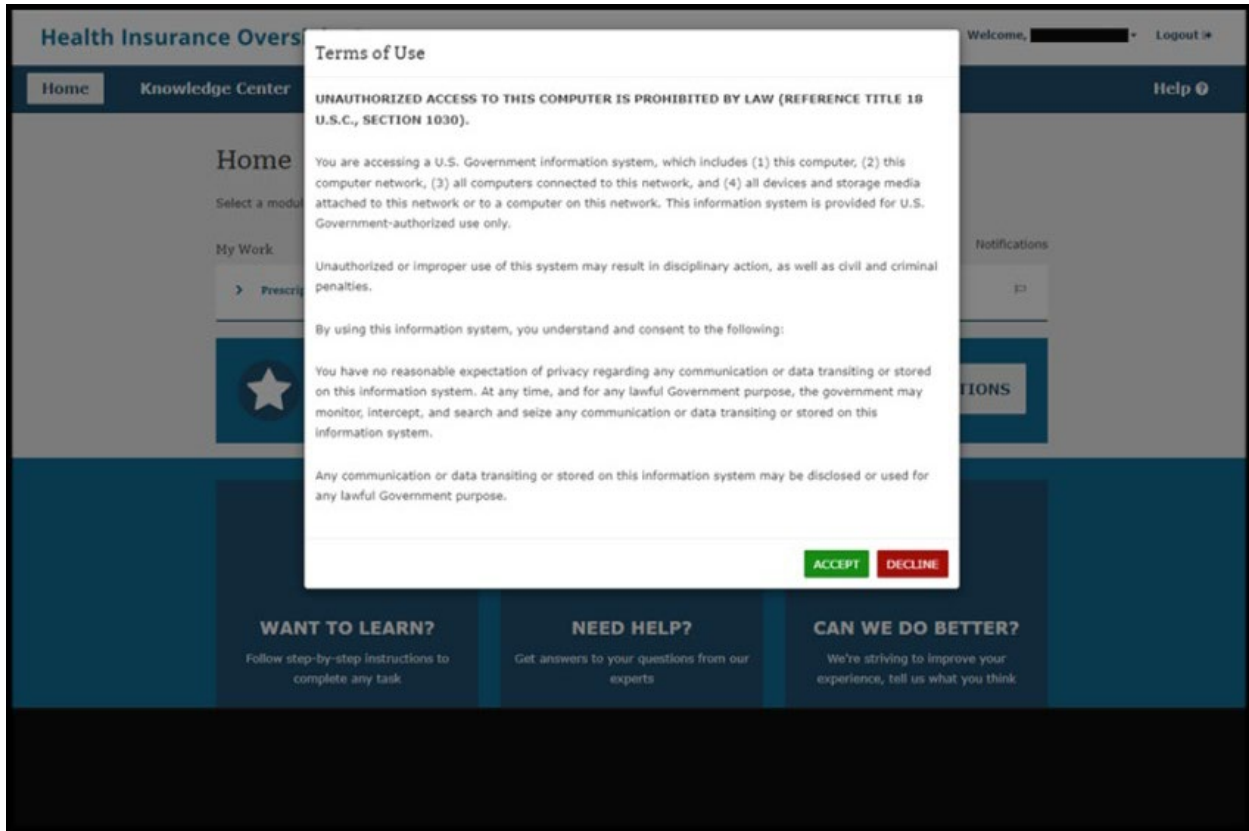 Health Insurance Overs
Welcome,
Logout
Home
Knowledge Center
Help
Terms of Use
UNAUTHORIZED ACCESS TO THIS COMPUTER IS PROHIBITED BY LAW (REFERENCE TITLE 18
U.S.C., SECTION 1030).
You are accessing a U.S. Government information system, which includes (1) this computer, (2) this
computer network, (3) all computers connected to this network, and (4) all devices and storage media
attached to this network or to a computer on this network. This information system is provided for U.S.
Government-authorized use only.
Unauthorized or improper use of this system may result in disciplinary action, as well as civil and criminal
penalties.
By using this information system, you understand and consent to the following:
You have no reasonable expectation of privacy regarding any communication or data transiting or stored
on this information system. At any time, and for any lawful Government purpose, the government may
monitor, intercept, and search and seize any communication or data transiting or stored on this
information system.
Any communication or data transiting or stored on this information system may be disclosed or used for
any lawful Government purpose.
ACCEPT DECLINE
Home
Select a modul
My Work
Notifications
Prescrip
TIONS
WANT TO LEARN?
Follow step-by-step instructions to
complete any task
NEED HELP?
Get answers to your questions from our
experts
CAN WE DO BETTER?
We're striving to improve your
experience, tell us what you think